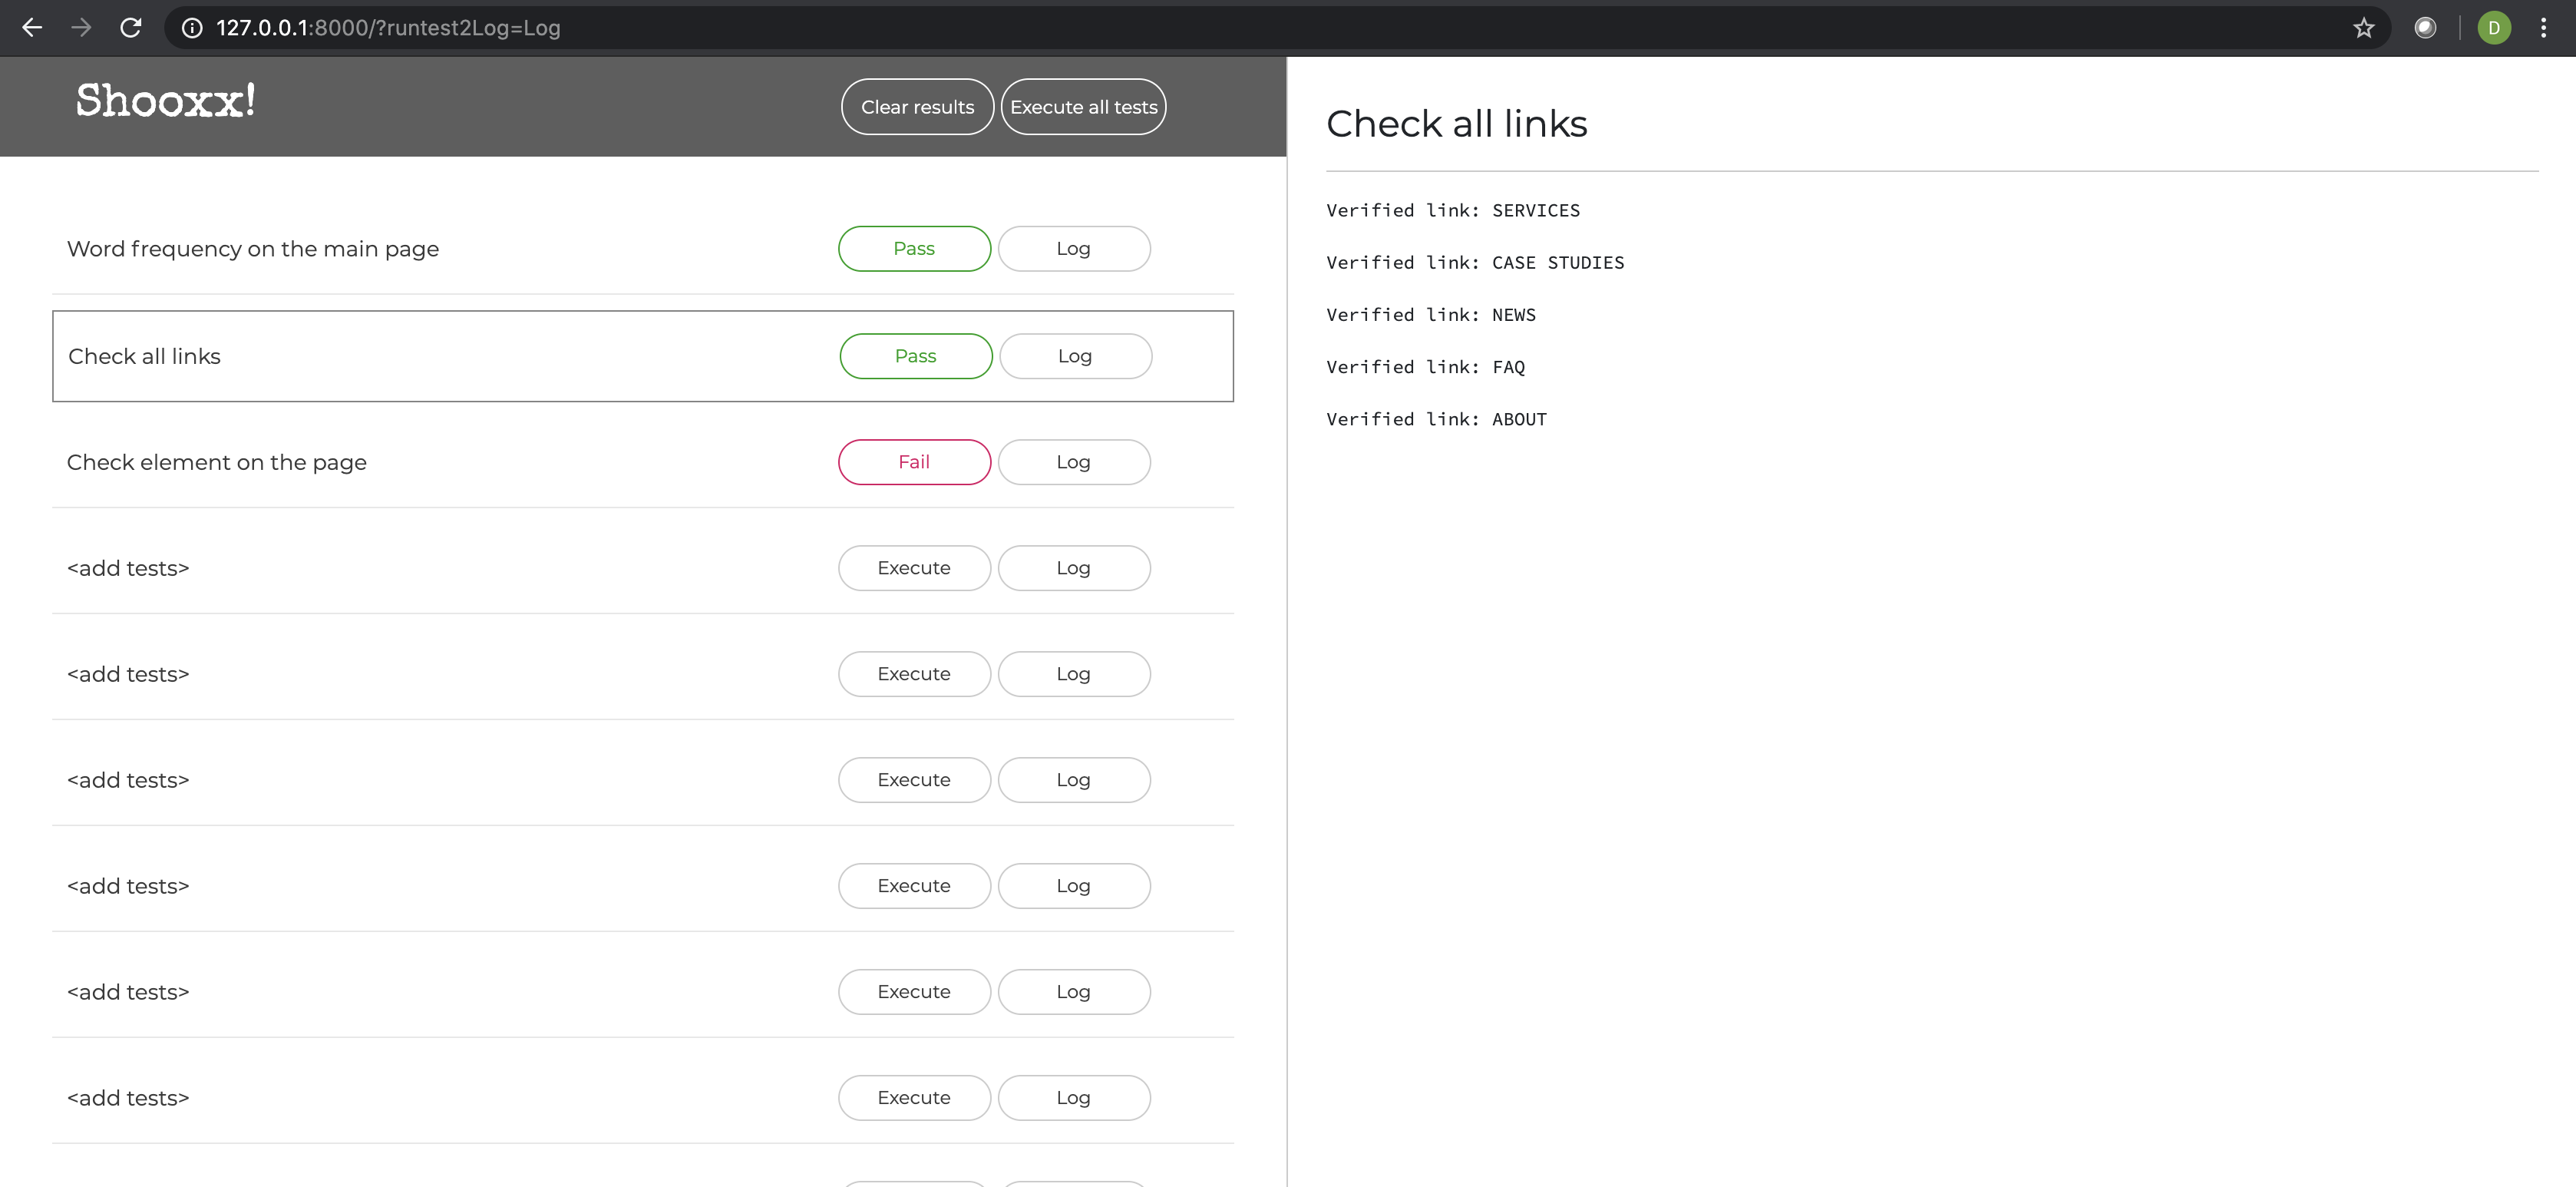 127.0.0.1:8000/?runtest2Log=Log
D
Shooxx!
Clear results
Execute all tests
Word frequency on the main page
Pass
Log
Check all links
Pass
Log
Check element on the page
Fail
Log
<add tests>
Execute
Log
<add tests>
Execute
Log
<add tests>
Execute
Log
<add tests>
Execute
Log
<add tests>
Execute
Log
<add tests>
Execute
Log
Check all links
Verified link: SERVICES
Verified link: CASE STUDIES
Verified link: NEWS
Verified link: FAQ
Verified link: ABOUT